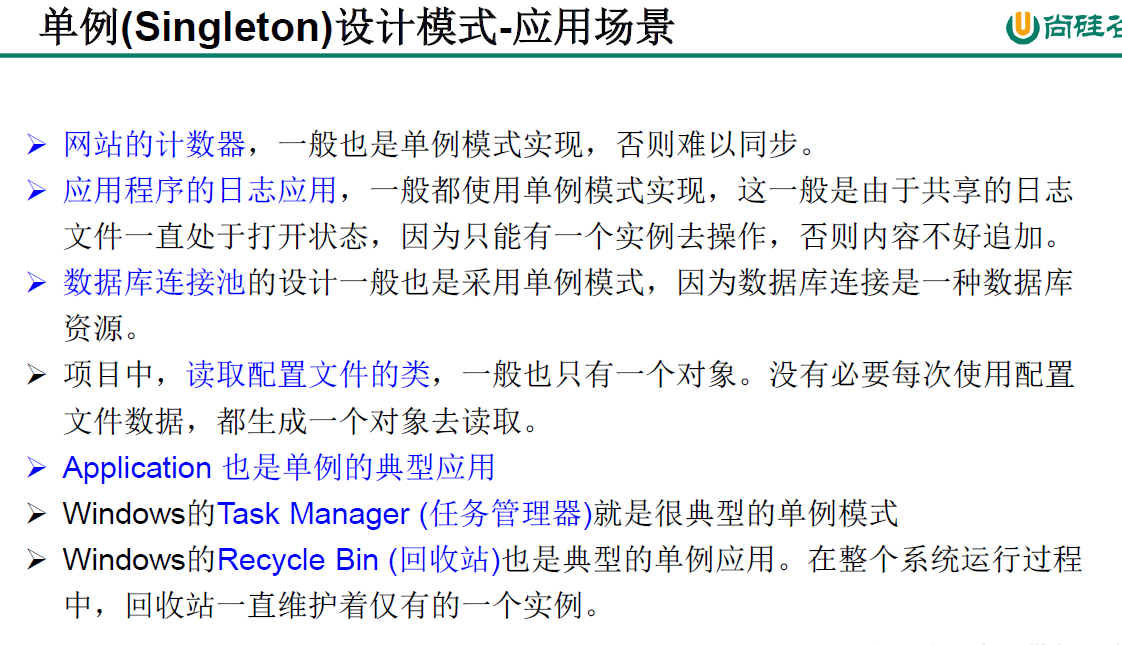 单例(Singleton)设计模式-应用场景
尚硅
网站的计数器，一般也是单例模式实现，否则难以同步。
应用程序的日志应用，一般都使用单例模式实现，这一般是由于共享的日志
文件一直处于打开状态，因为只能有一个实例去操作，否则内容不好追加。
数据库连接池的设计一般也是采用单例模式，因为数据库连接是一种数据库
资源。
项目中，读取配置文件的类，一般也只有一个对象。没有必要每次使用配置
文件数据，都生成一个对象去读取。
Application 也是单例的典型应用
Windows的Task Manager (任务管理器)就是很典型的单例模式
Windows的Recycle Bin (回收站)也是典型的单例应用。在整个系统运行过程
中，回收站一直维护着仅有的一个实例。